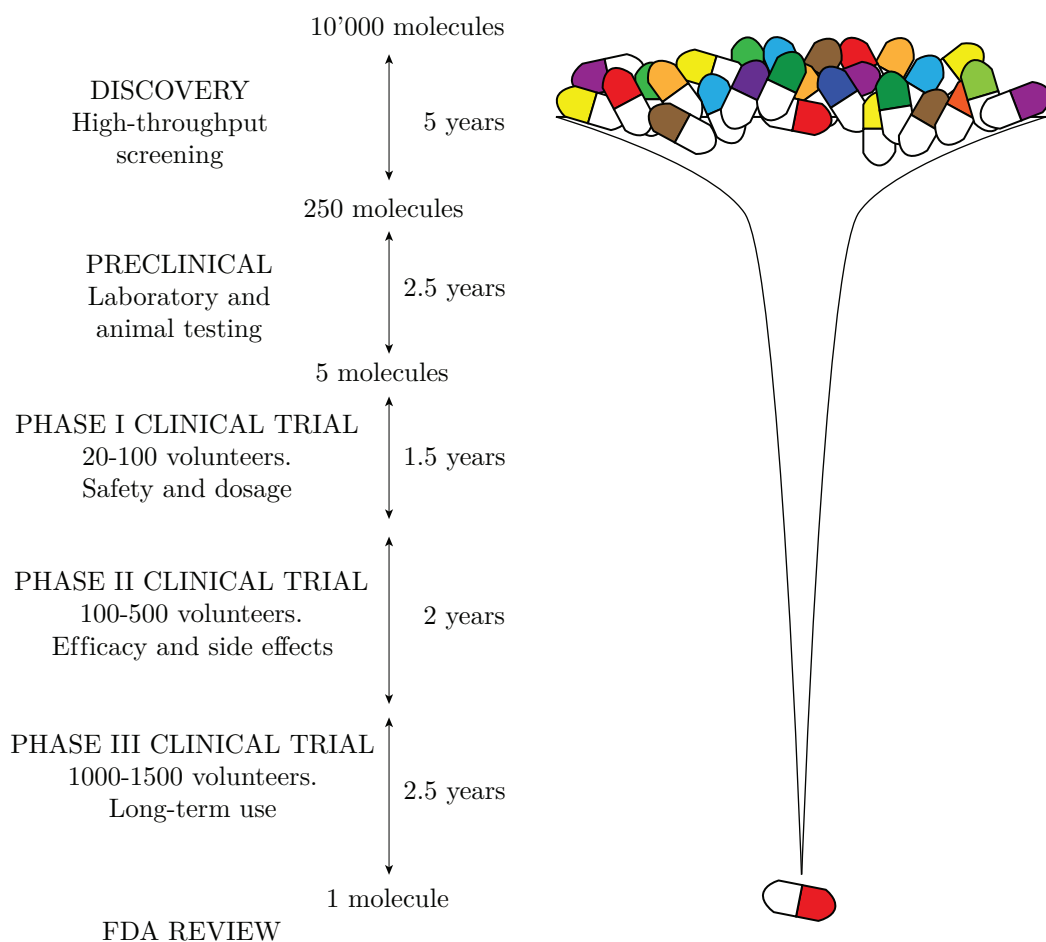 10’000 molecules
DISCOVERY
High-throughput
screening
5 years
250 molecules
PRECLINICAL
Laboratory and
animal testing
2.5 years
5 molecules
PHASE I CLINICAL TRIAL
20-100 volunteers.
Safety and dosage
1.5 years
PHASE II CLINICAL TRIAL
100-500 volunteers.
Efficacy and side effects
2 years
PHASE III CLINICAL TRIAL
1000-1500 volunteers.
Long-term use
2.5 years
1 molecule
FDA REVIEW